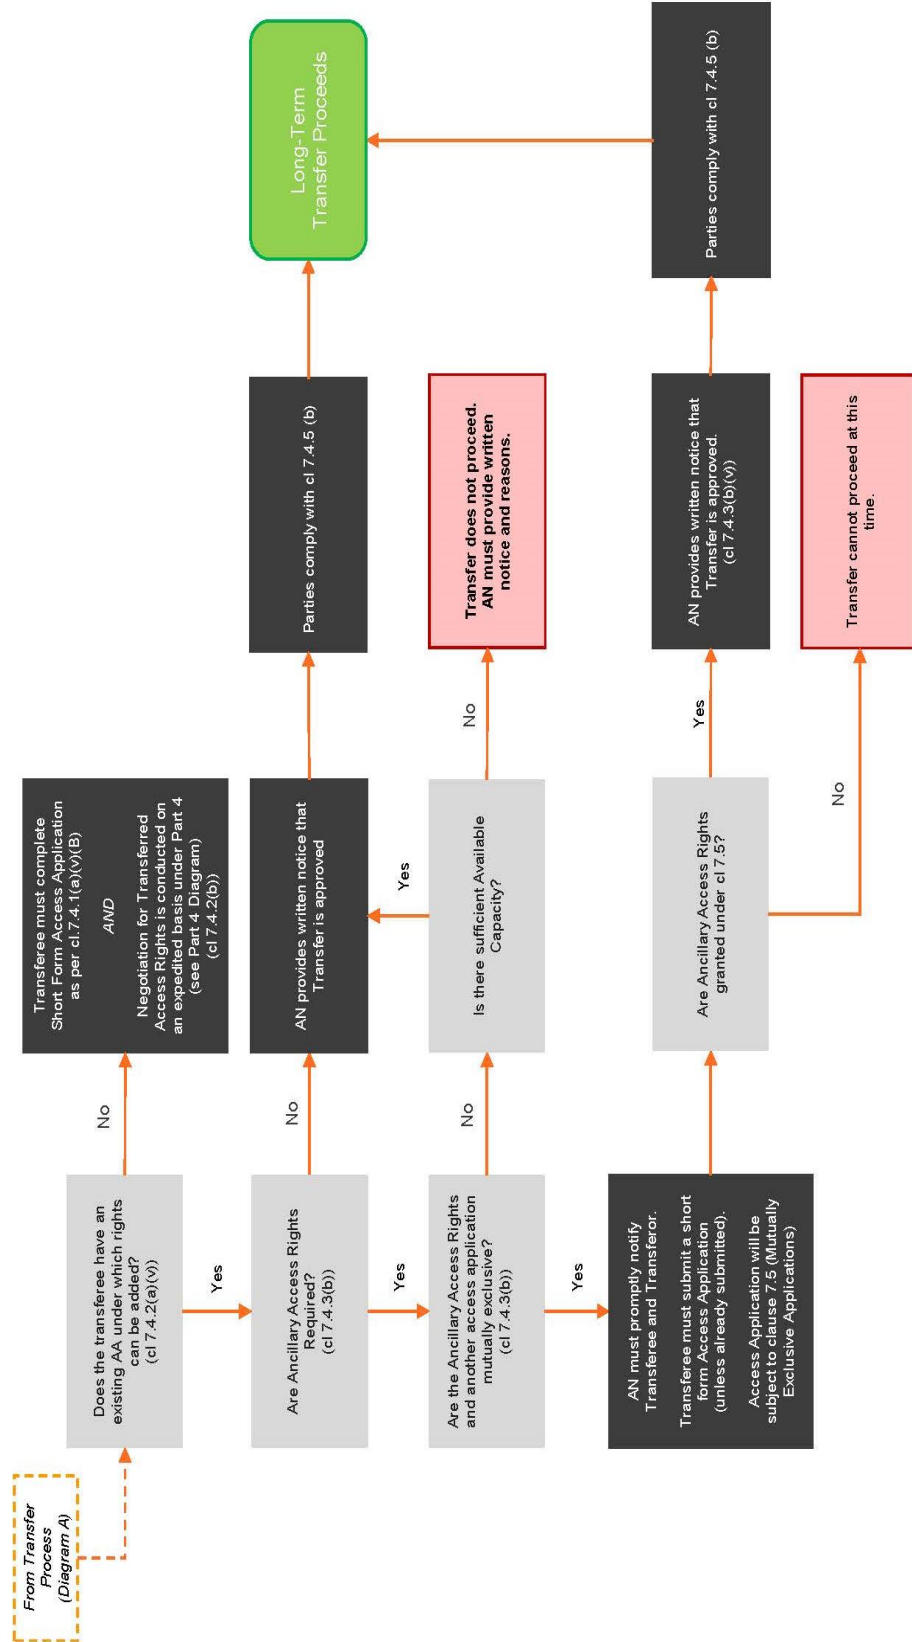 From Transfer
Process
(Diagram A)
Does the transferee have an
existing AA under which rights
can be added?
(cl 7.4.2(a)(v))
No
Transferee must complete
Short Form Access Application
as per cl.7.4.1(a)(v)(B)
AND
Negotiation for Transferred
Access Rights is conducted on
an expedited basis under Part 4
(see Part 4 Diagram)
(cl 7.4.2(b))
Yes
Are Ancillary Access Rights
Required?
(cl 7.4.3(b))
No
AN provides written notice that
Transfer is approved
Parties comply with cl 7.4.5 (b)
Long-Term
Transfer Proceeds
Yes
Yes
Are the Ancillary Access Rights
and another access application
mutually exclusive?
(cl 7.4.3(b))
No
Is there sufficient Available
Capacity?
No
Transfer does not proceed.
AN must provide written
notice and reasons.
Yes
AN must promptly notify
Transferee and Transferor.
Transferee must submit a short
form Access Application
(unless already submitted).
Access Application will be
subject to clause 7.5 (Mutually
Exclusive Applications)
Are Ancillary Access Rights
granted under cl 7.5?
Yes
AN provides written notice that
Transfer is approved.
(cl 7.4.3(b)(v))
Parties comply with cl 7.4.5 (b)
No
Transfer cannot proceed at this
time.